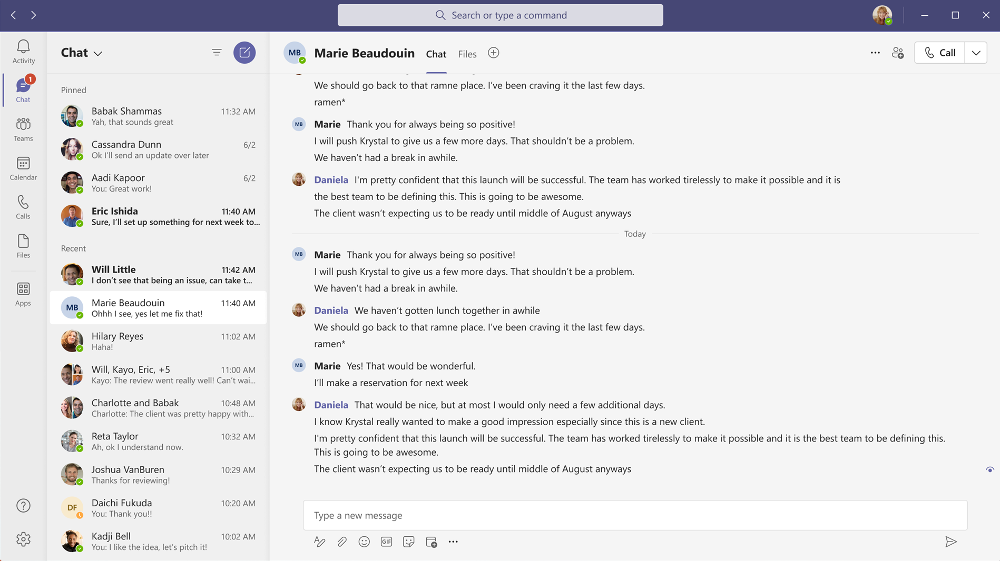 Search or type a command
Activity
1
Chat
Teams
Calendar
Calls
Files
Apps
Chat
Pinned
Babak Shammas 11:32 AM
Yah, that sounds great
Cassandra Dunn 6/2
Ok I’ll send an update over later
Aadi Kapoor 6/2
You: Great work!
Eric Ishida 11:40 AM
Sure, I’ll set up something for next week to...
Recent
Will Little 11:42 AM
I don’t see that being an issue, can take t...
MB Marie Beaudouin 11:40 AM
Ohhh I see, yes let me fix that!
Hilary Reyes 11:02 AM
Haha!
Will, Kayo, Eric, +5 11:00 AM
Kayo: The review went really well! Can’t wai...
Charlotte and Babak 10:48 AM
Charlotte: The client was pretty happy with...
Reta Taylor 10:32 AM
Ah, ok I understand now.
Joshua VanBuren 10:29 AM
Thanks for reviewing!
DF Daichi Fukuda 10:20 AM
You: Thank you!!
Kadji Bell 10:02 AM
You: I like the idea, let’s pitch it!
MB Marie Beaudouin Chat Files Call
We should go back to that ramne place. I’ve been craving it the last few days.
ramen*
MB Marie Thank you for always being so positive!
I will push Krystal to give us a few more days. That shouldn’t be a problem.
We haven’t had a break in awhile.
Daniela I'm pretty confident that this launch will be successful. The team has worked tirelessly to make it possible and it is
the best team to be defining this. This is going to be awesome.
The client wasn’t expecting us to be ready until middle of August anyways
Today
MB Marie Thank you for always being so positive!
I will push Krystal to give us a few more days. That shouldn’t be a problem.
We haven’t had a break in awhile.
Daniela We haven’t gotten lunch together in awhile
We should go back to that ramne place. I’ve been craving it the last few days.
ramen*
MB Marie Yes! That would be wonderful.
I’ll make a reservation for next week
Daniela That would be nice, but at most I would only need a few additional days.
I know Krystal really wanted to make a good impression especially since this is a new client.
I'm pretty confident that this launch will be successful. The team has worked tirelessly to make it possible and it is the best team to be defining this.
This is going to be awesome.
The client wasn’t expecting us to be ready until middle of August anyways
Type a new message
GIF